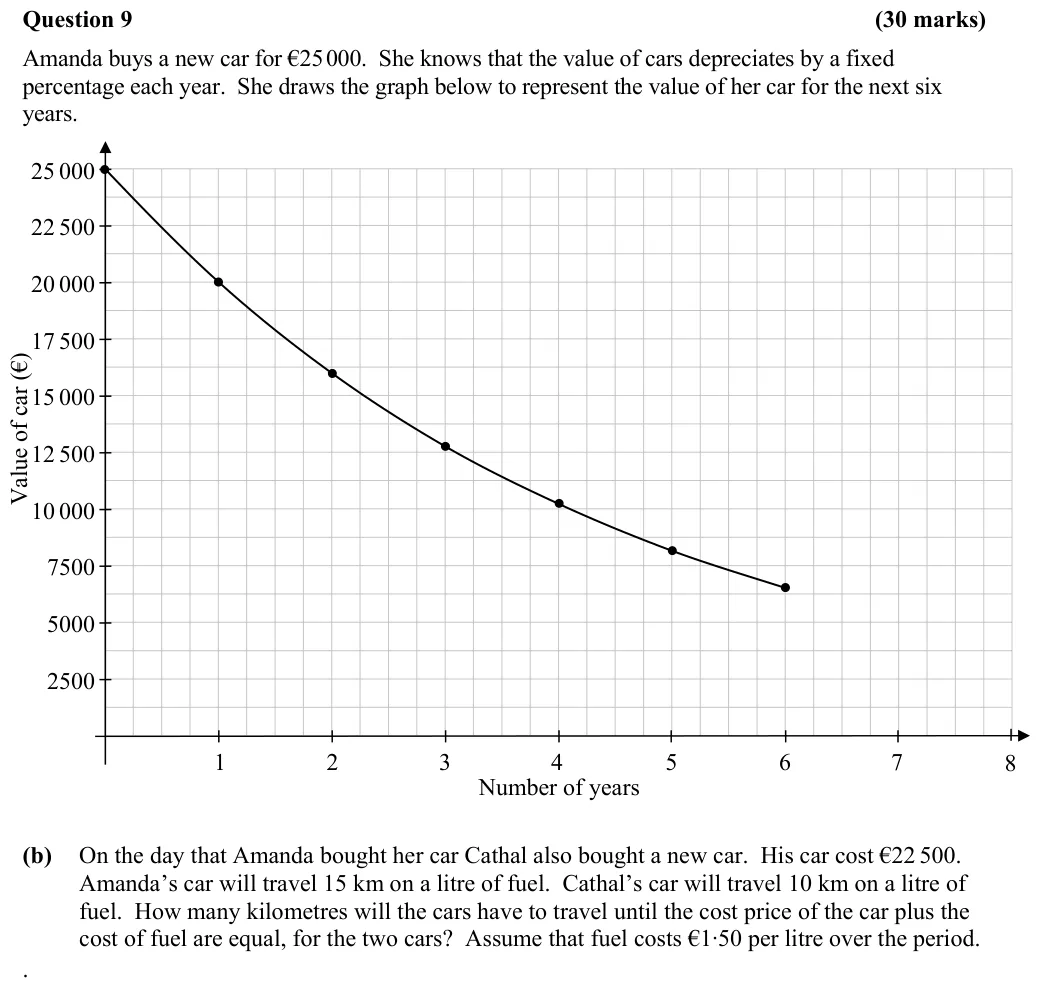 Question 9 (30 marks)
Amanda buys a new car for €25 000. She knows that the value of cars depreciates by a fixed
percentage each year. She draws the graph below to represent the value of her car for the next six
years.
25 000
22 500
20 000
17 500
15 000
12 500
10 000
7500
5000
2500
Value of car (€)
1 2 3 4 5 6 7 8
Number of years
(b) On the day that Amanda bought her car Cathal also bought a new car. His car cost €22 500.
Amanda’s car will travel 15 km on a litre of fuel. Cathal’s car will travel 10 km on a litre of
fuel. How many kilometres will the cars have to travel until the cost price of the car plus the
cost of fuel are equal, for the two cars? Assume that fuel costs €1·50 per litre over the period.
.